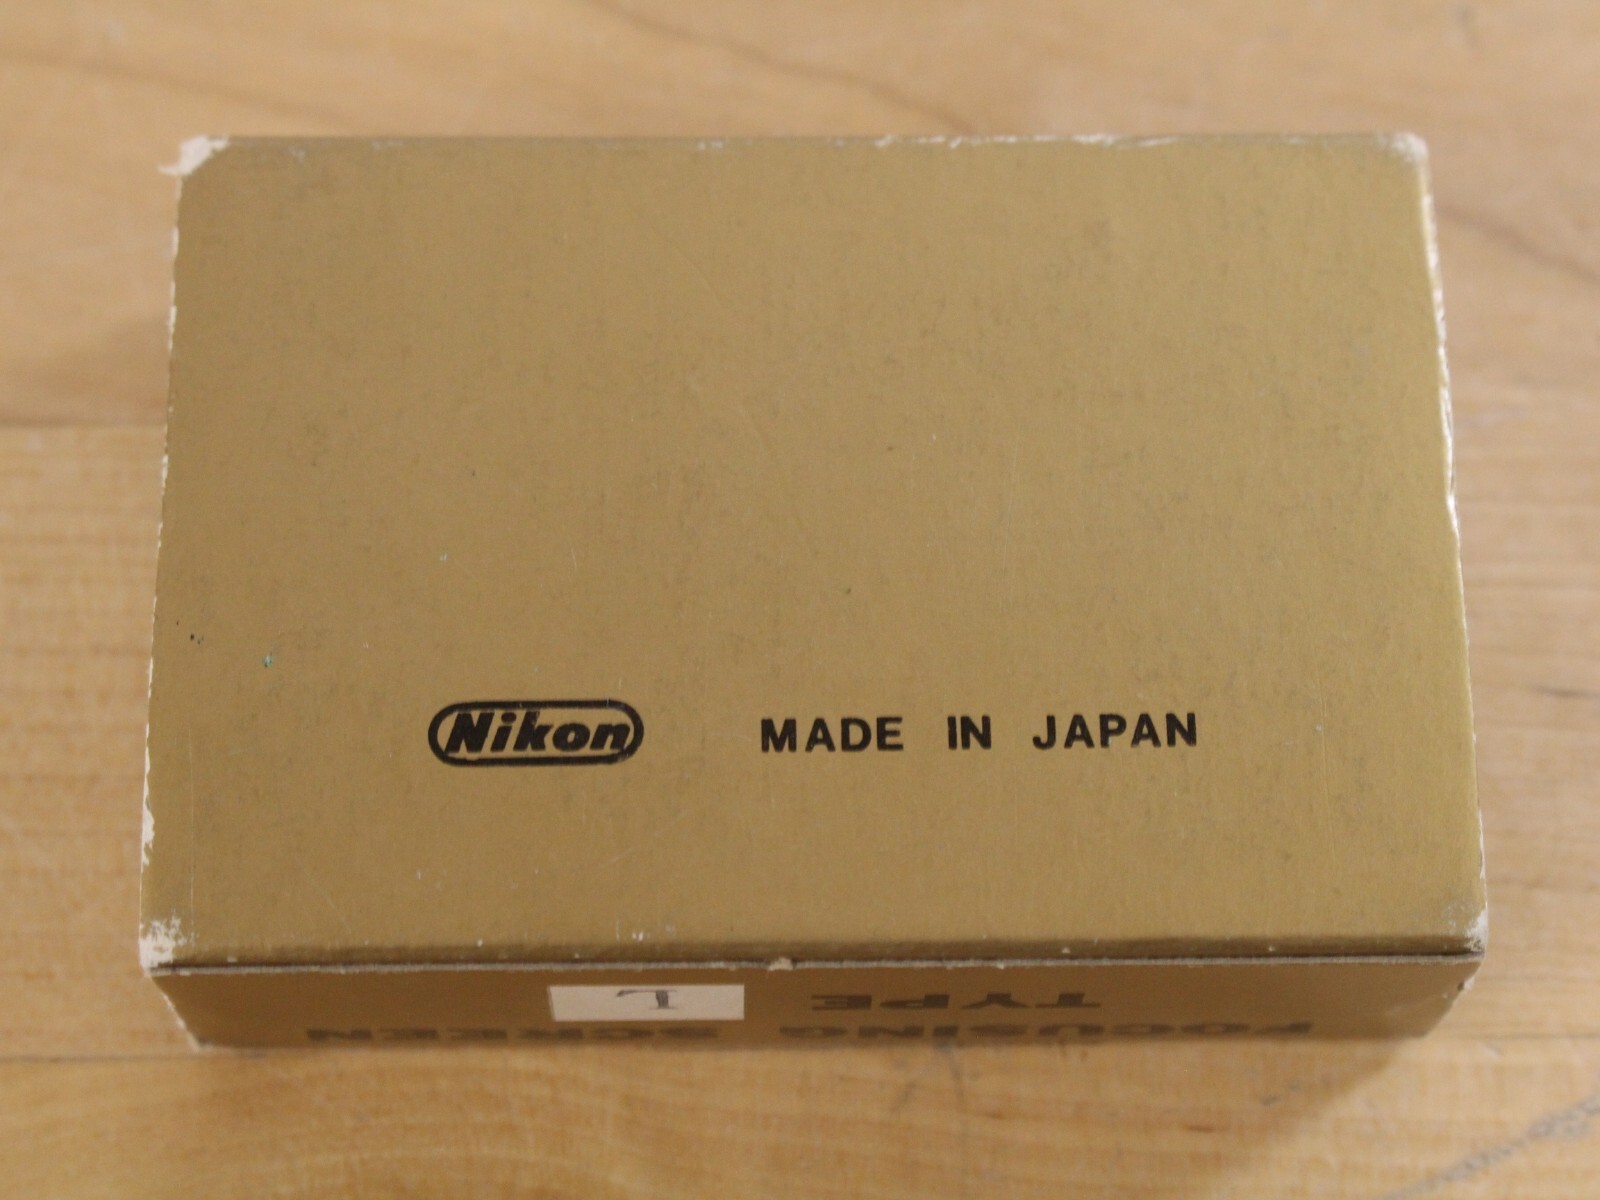 Nikon MADE IN JAPAN
FOCUSING SCREEN
TYPE L